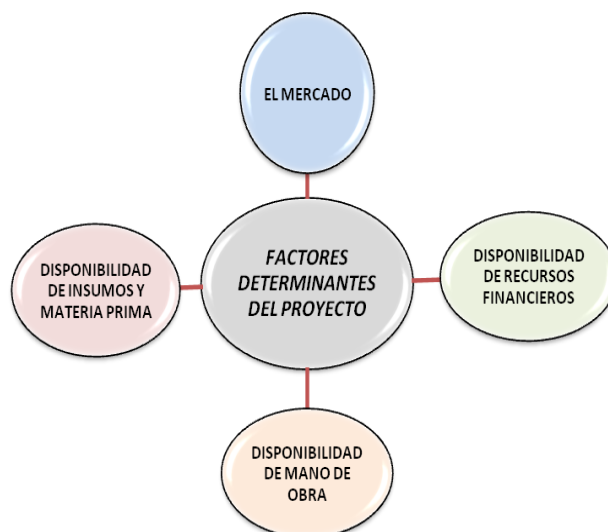 EL MERCADO
FACTORES
DETERMINANTES
DEL PROYECTO
DISPONIBILIDAD
DE INSUMOS Y
MATERIA PRIMA
DISPONIBILIDAD
DE RECURSOS
FINANCIEROS
DISPONIBILIDAD
DE MANO DE
OBRA